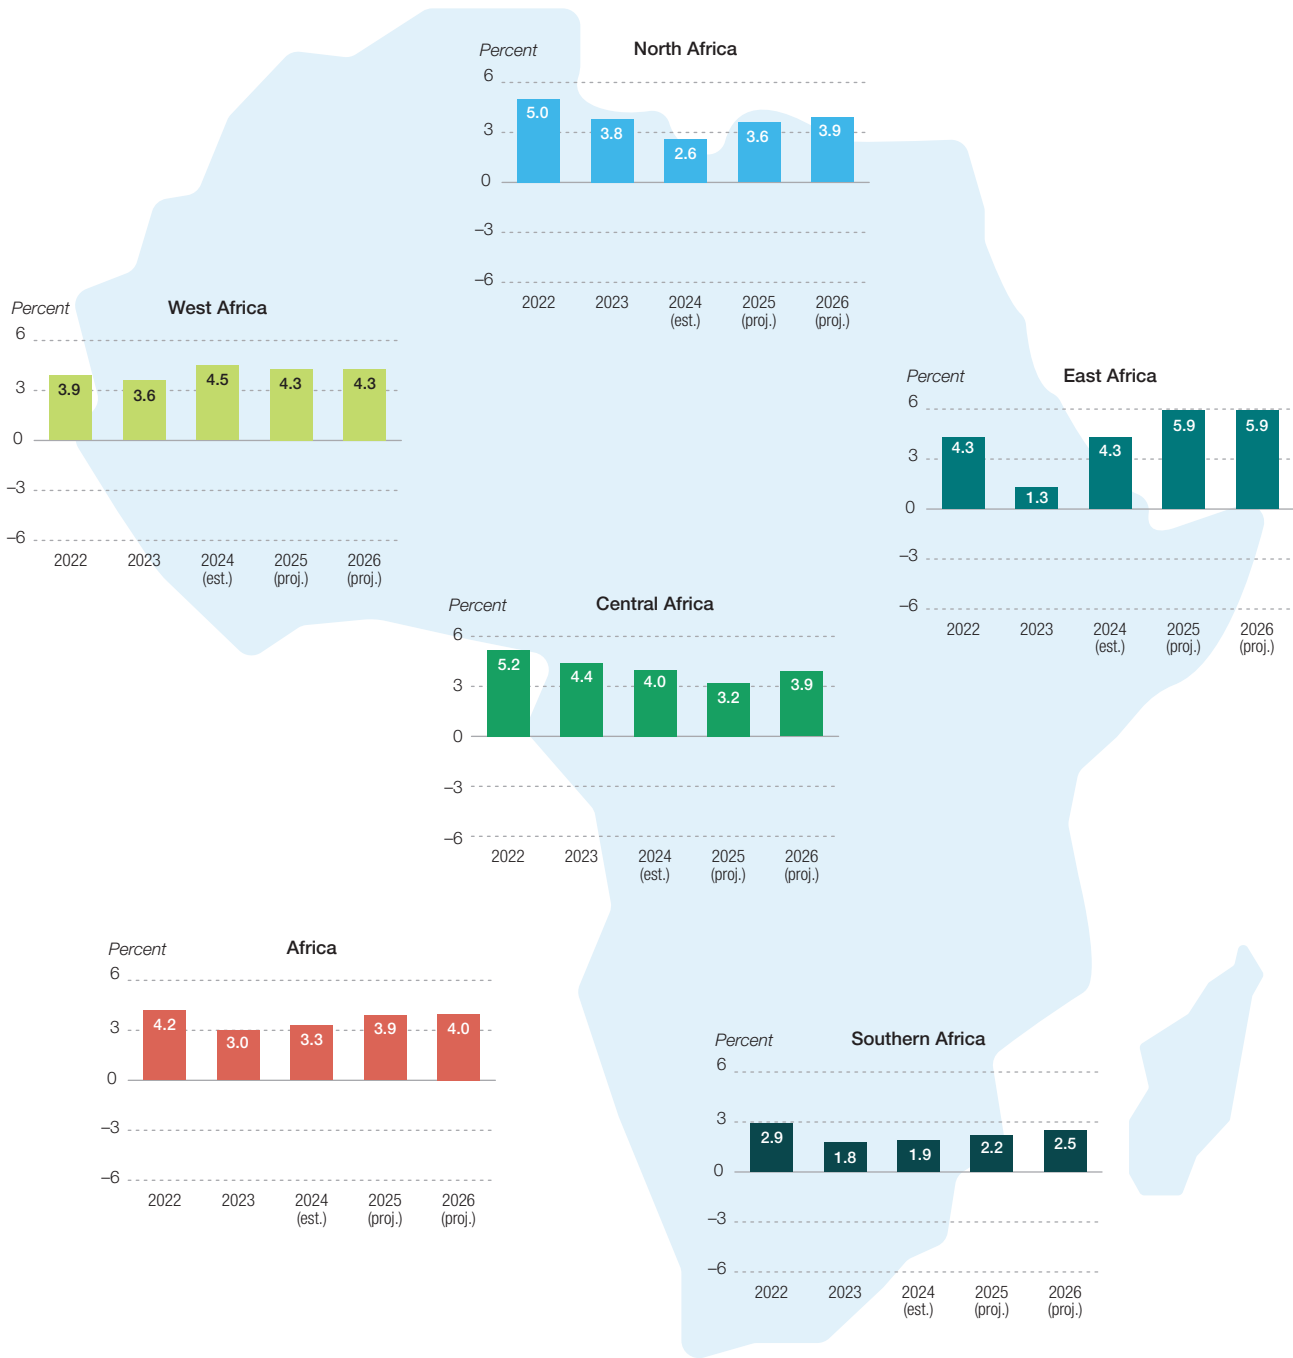 Percent North Africa
6
3
0
–3
–6
5.0 3.8 2.6 3.6 3.9
2022 2023 2024 2025 2026
(est.) (proj.) (proj.)
Percent West Africa
6
3
0
–3
–6
3.9 3.6 4.5 4.3 4.3
2022 2023 2024 2025 2026
(est.) (proj.) (proj.)
Percent East Africa
6
3
0
–3
–6
4.3 1.3 4.3 5.9 5.9
2022 2023 2024 2025 2026
(est.) (proj.) (proj.)
Percent Central Africa
6
3
0
–3
–6
5.2 4.4 4.0 3.2 3.9
2022 2023 2024 2025 2026
(est.) (proj.) (proj.)
Percent Africa
6
3
0
–3
–6
4.2 3.0 3.3 3.9 4.0
2022 2023 2024 2025 2026
(est.) (proj.) (proj.)
Percent Southern Africa
6
3
0
–3
–6
2.9 1.8 1.9 2.2 2.5
2022 2023 2024 2025 2026
(est.) (proj.) (proj.)